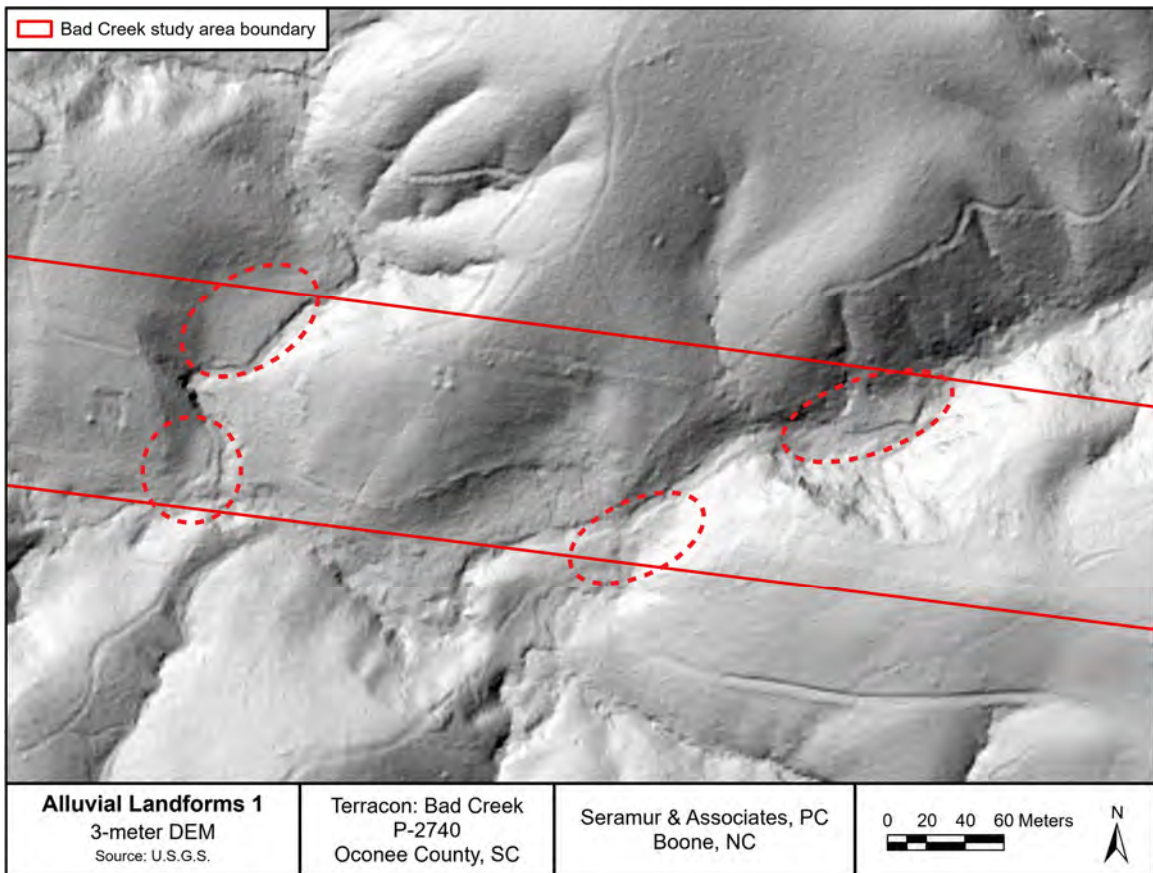 Bad Creek study area boundary
Alluvial Landforms 1
3-meter DEM
Source: U.S.G.S.
Terracon: Bad Creek
P-2740
Oconee County, SC
Seramur & Associates, PC
Boone, NC
0 20 40 60 Meters
N